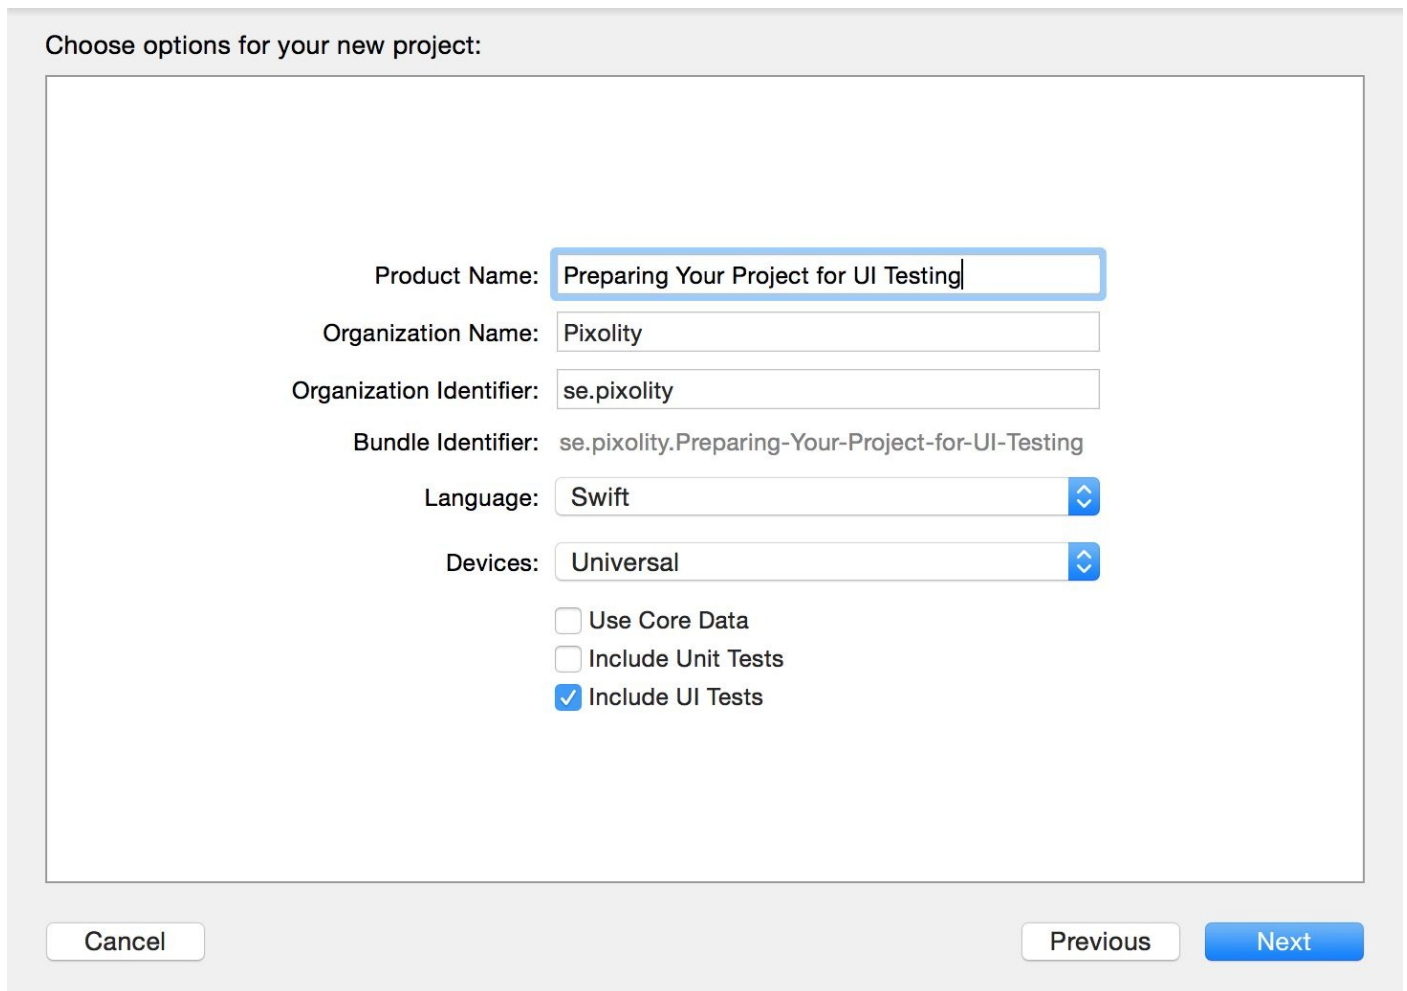 Choose options for your new project:
Product Name: Preparing Your Project for UI Testing
Organization Name: Pixolity
Organization Identifier: se.pixolity
Bundle Identifier: se.pixolity.Preparing-Your-Project-for-UI-Testing
Language: Swift
Devices: Universal
Use Core Data
Include Unit Tests
Include UI Tests
Cancel Previous Next